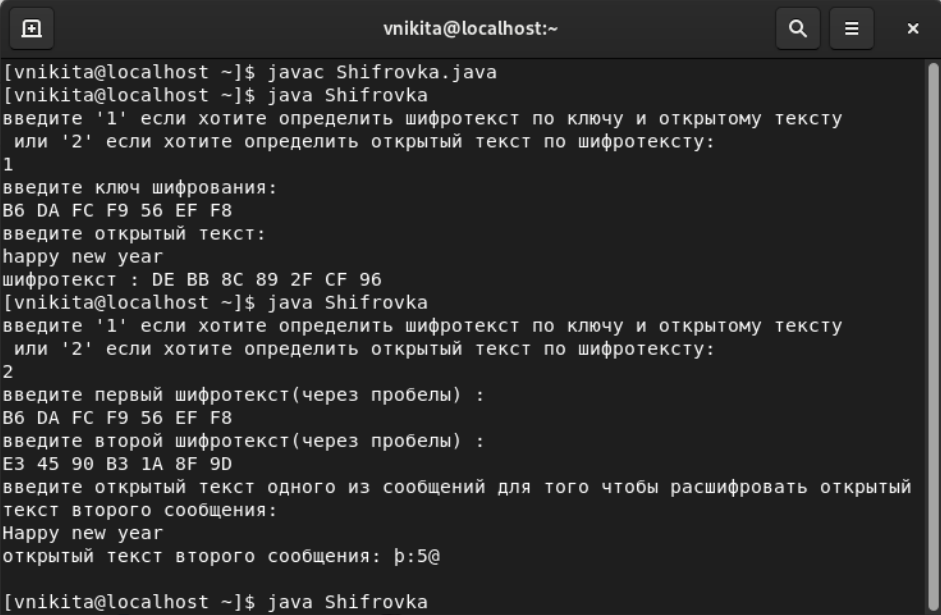 vnikita@localhost:~
[vnikita@localhost ~]$ javac Shifrovka.java
[vnikita@localhost ~]$ java Shifrovka
введите '1' если хотите определить шифротекст по ключу и открытому тексту
 или '2' если хотите определить открытый текст по шифротексту:
1
введите ключ шифрования:
B6 DA FC F9 56 EF F8
введите открытый текст:
happy new year
шифротекст : DE BB 8C 89 2F CF 96
[vnikita@localhost ~]$ java Shifrovka
введите '1' если хотите определить шифротекст по ключу и открытому тексту
 или '2' если хотите определить открытый текст по шифротексту:
2
введите первый шифротекст(через пробелы) :
B6 DA FC F9 56 EF F8
введите второй шифротекст(через пробелы) :
E3 45 90 B3 1A 8F 9D
введите открытый текст одного из сообщений для того чтобы расшифровать открытый
текст второго сообщения:
Happy new year
открытый текст второго сообщения: þ:5@
[vnikita@localhost ~]$ java Shifrovka